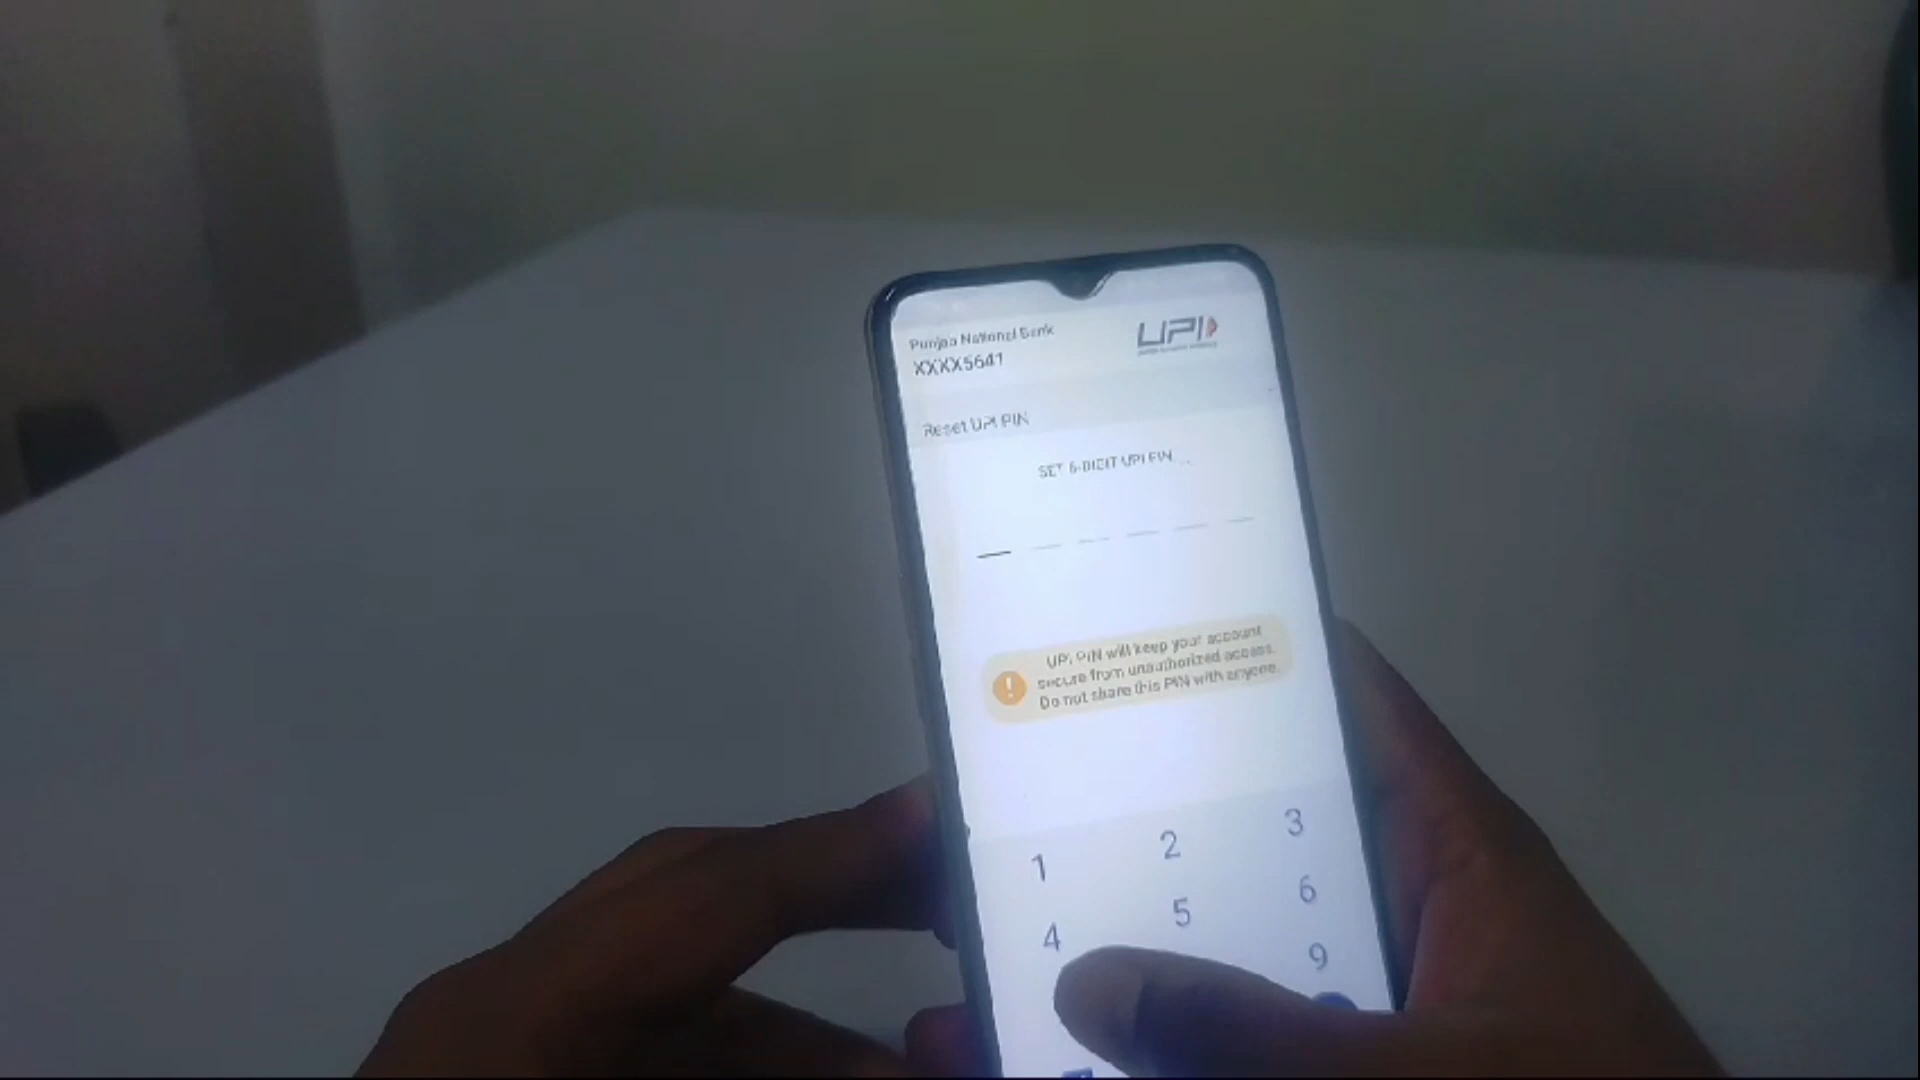 Punjab National Bank
UPI
XXXX5641
Reset UPI PIN
SET 6-DIGIT UPI PIN
UPI PIN will keep your account
secure from unauthorized access.
Do not share this PIN with anyone.
1 2 3
4 5 6
9